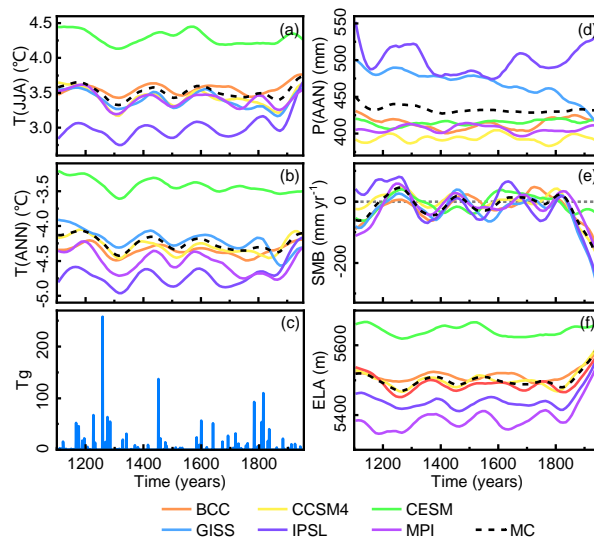 (a)
T(JJA) (℃)
4.5
4.0
3.5
3.0
(b)
T(ANN) (℃)
-3.5
-4.0
-4.5
-5.0
(c)
Tg
200
100
0
1200 1400 1600 1800
Time (years)
(d)
P(AAN) (mm)
550
500
450
400
(e)
SMB (mm yr⁻¹)
0
-200
(f)
ELA (m)
5600
5400
1200 1400 1600 1800
Time (years)
BCC CCSM4 CESM
GISS IPSL MPI MC